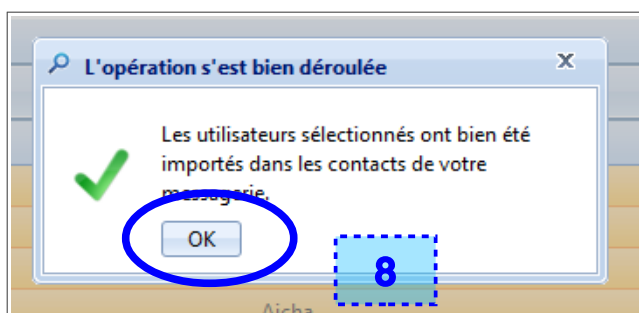 L'opération s'est bien déroulée
Les utilisateurs sélectionnés ont bien été
importés dans les contacts de votre
messagerie.
OK
8
Aicha